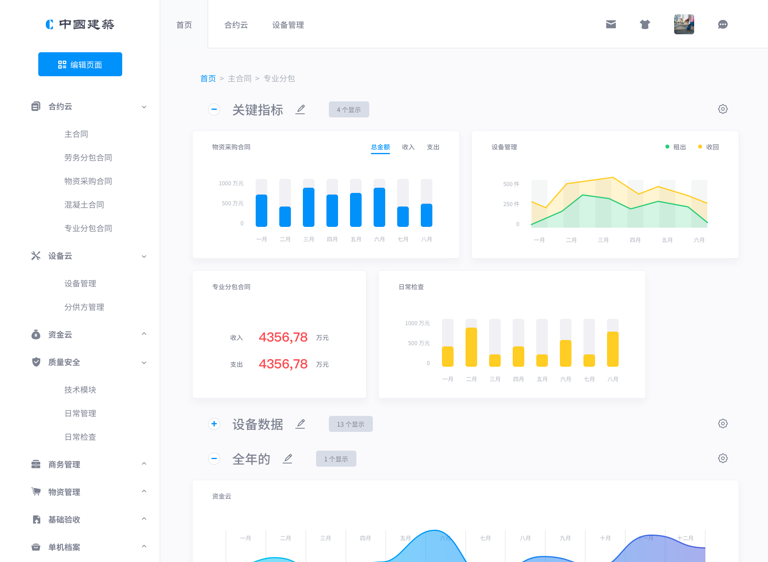 中國建築
首页
合约云
设备管理
编辑页面
合约云
主合同
劳务分包合同
物资采购合同
混凝土合同
专业分包合同
设备云
设备管理
分供方管理
资金云
质量安全
技术模块
日常管理
日常检查
商务管理
物资管理
基础验收
单机档案
首页 > 主合同 > 专业分包
关键指标
4 个显示
物资采购合同
总金额 收入 支出
1000 万元
500 万元
0
一月 二月 三月 四月 五月 六月 七月 八月
设备管理
租出 收回
500 件
250 件
0
一月 二月 三月 四月 五月 六月
专业分包合同
收入 4356,78 万元
支出 4356,78 万元
日常检查
1000 万元
500 万元
0
一月 二月 三月 四月 五月 六月 七月 八月
设备数据
13 个显示
全年的
1 个显示
资金云
一月 二月 三月 四月 五月 六月 七月 八月 九月 十月 十一月 十二月